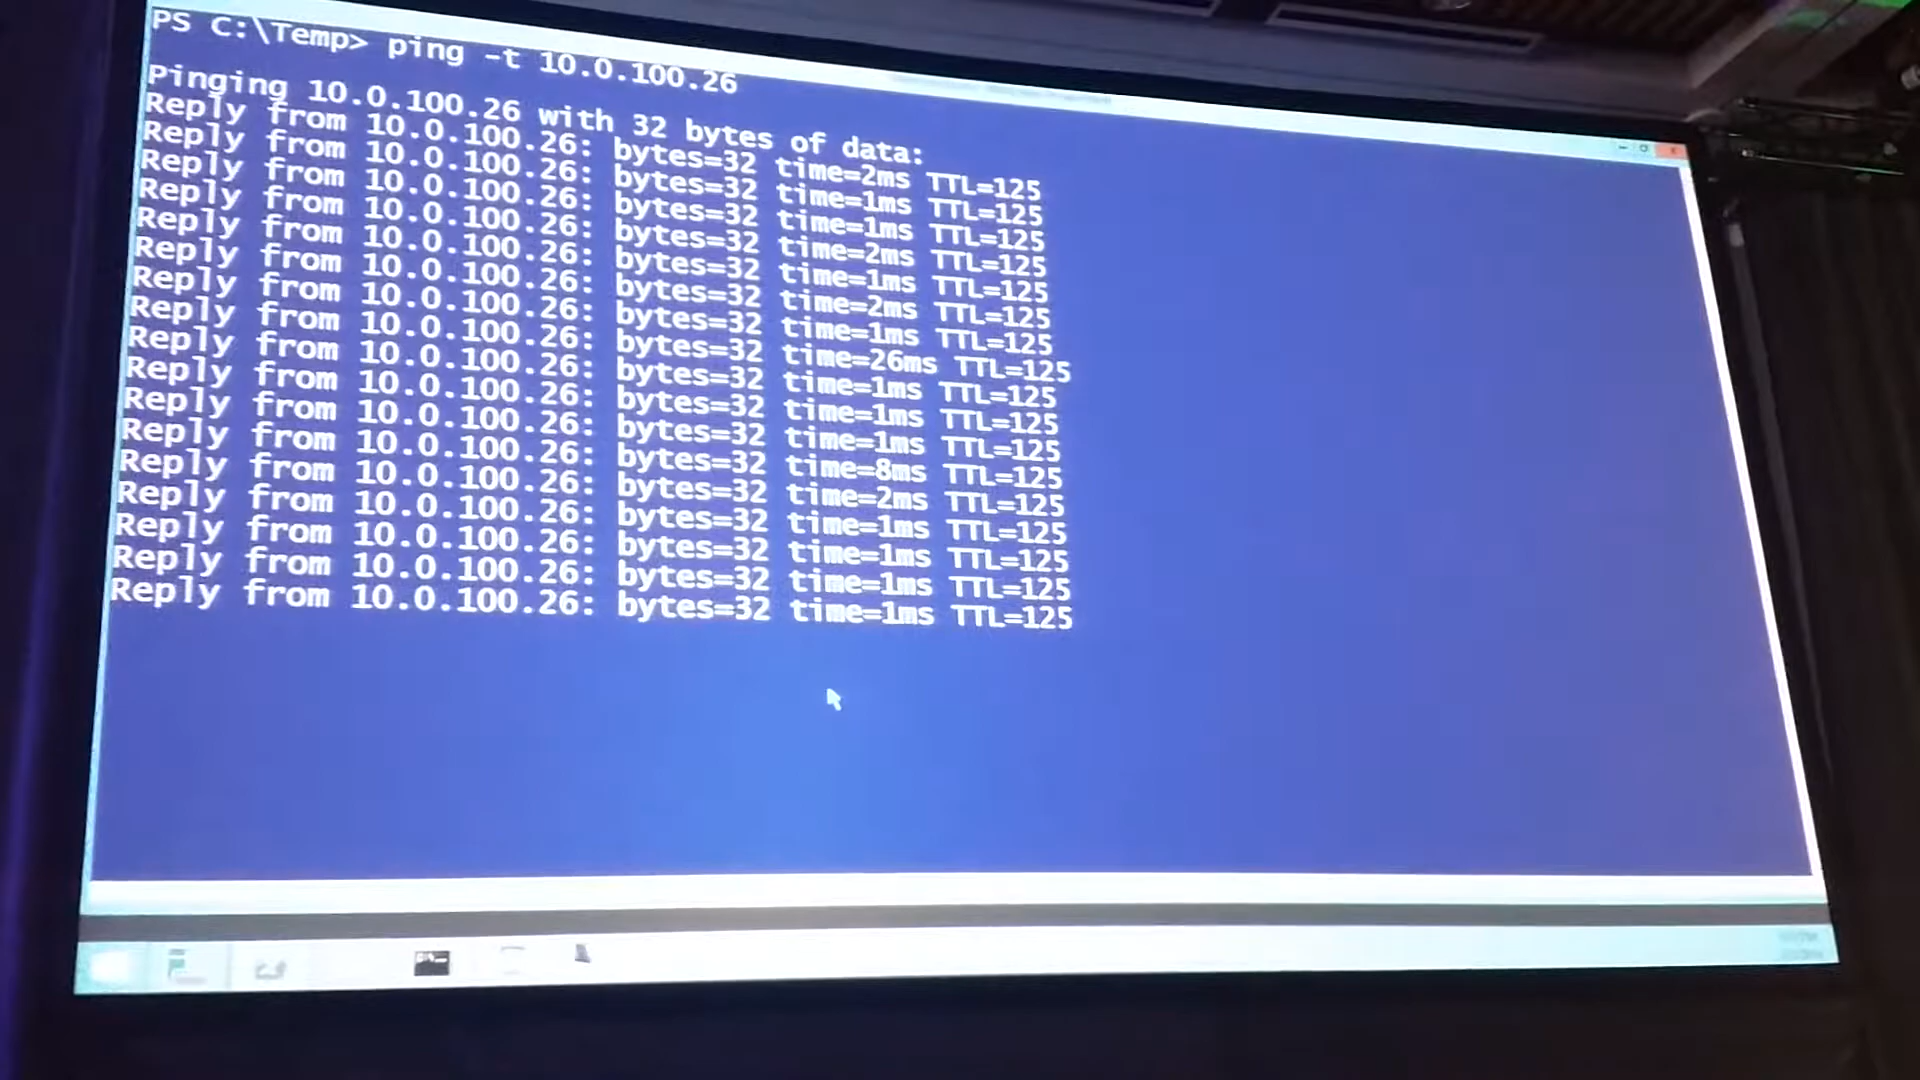 PS C:\Temp> ping -t 10.0.100.26
Pinging 10.0.100.26 with 32 bytes of data:
Reply from 10.0.100.26: bytes=32 time=2ms TTL=125
Reply from 10.0.100.26: bytes=32 time=1ms TTL=125
Reply from 10.0.100.26: bytes=32 time=1ms TTL=125
Reply from 10.0.100.26: bytes=32 time=2ms TTL=125
Reply from 10.0.100.26: bytes=32 time=1ms TTL=125
Reply from 10.0.100.26: bytes=32 time=2ms TTL=125
Reply from 10.0.100.26: bytes=32 time=1ms TTL=125
Reply from 10.0.100.26: bytes=32 time=26ms TTL=125
Reply from 10.0.100.26: bytes=32 time=1ms TTL=125
Reply from 10.0.100.26: bytes=32 time=1ms TTL=125
Reply from 10.0.100.26: bytes=32 time=1ms TTL=125
Reply from 10.0.100.26: bytes=32 time=8ms TTL=125
Reply from 10.0.100.26: bytes=32 time=2ms TTL=125
Reply from 10.0.100.26: bytes=32 time=1ms TTL=125
Reply from 10.0.100.26: bytes=32 time=1ms TTL=125
Reply from 10.0.100.26: bytes=32 time=1ms TTL=125
Reply from 10.0.100.26: bytes=32 time=1ms TTL=125